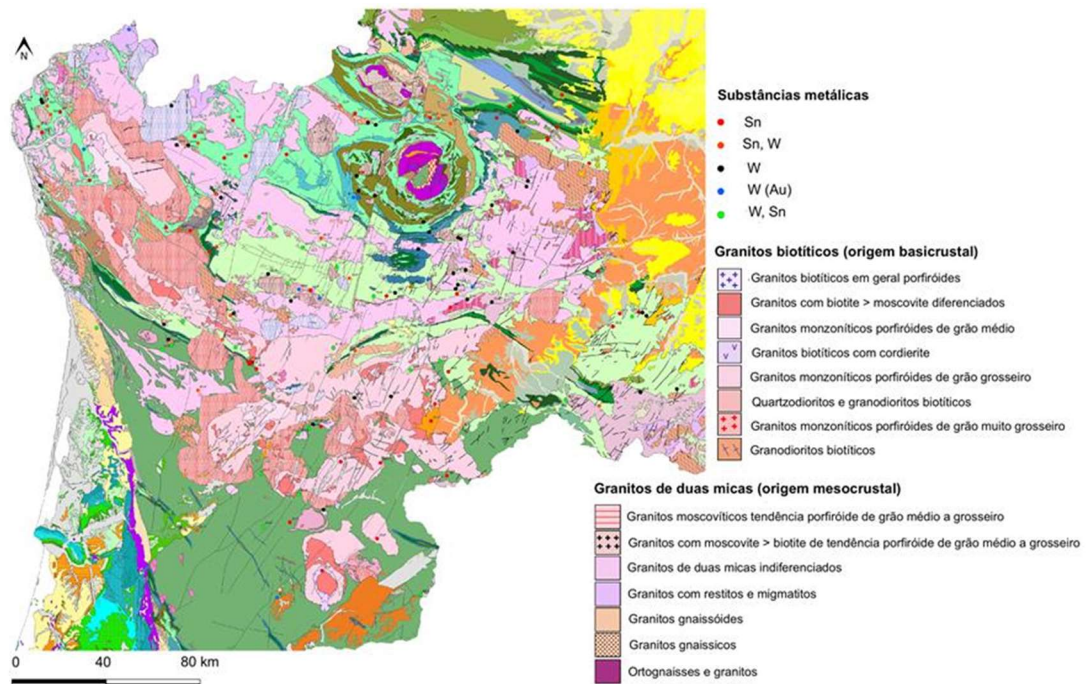 N
Substâncias metálicas
Sn
Sn, W
W
W (Au)
W, Sn
Granitos biotíticos (origem basicrustal)
Granitos biotíticos em geral porfiróides
Granitos com biotite > moscovite diferenciados
Granitos monzoníticos porfiróides de grão médio
Granitos biotíticos com cordierite
Granitos monzoníticos porfiróides de grão grosseiro
Quartzodioritos e granodioritos biotíticos
Granitos monzoníticos porfiróides de grão muito grosseiro
Granodioritos biotíticos
Granitos de duas micas (origem mesocrustal)
Granitos moscovíticos tendência porfiróide de grão médio a grosseiro
Granitos com moscovite > biotite de tendência porfiróide de grão médio a grosseiro
Granitos de duas micas indiferenciados
Granitos com restitos e migmatitos
Granitos gnaissóides
Granitos gnaissicos
Ortognaisses e granitos
0 40 80 km